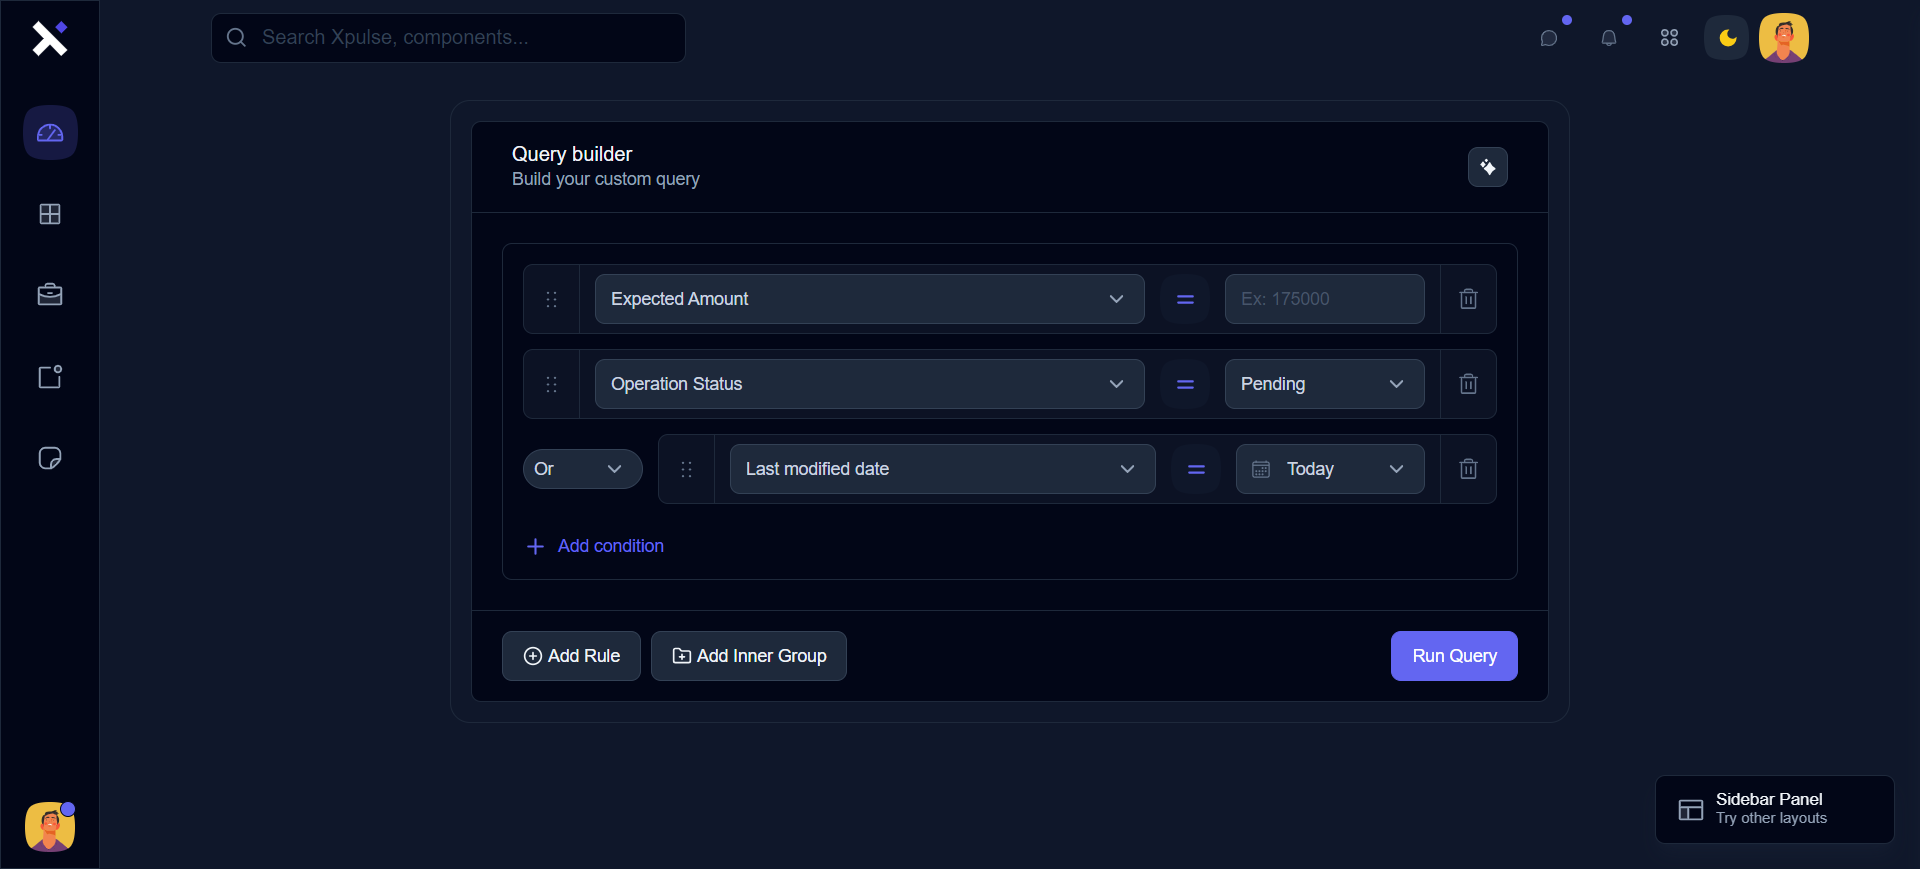 Search Xpulse, components...
Query builder
Build your custom query
Expected Amount
Ex: 175000
Operation Status
Pending
Or
Last modified date
Today
Add condition
Add Rule
Add Inner Group
Run Query
Sidebar Panel
Try other layouts